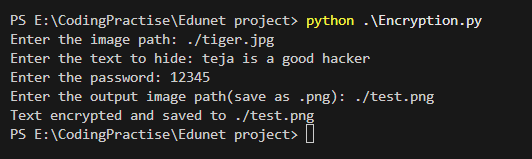 PS E:\CodingPractise\Edunet project> python .\Encryption.py
Enter the image path: ./tiger.jpg
Enter the text to hide: teja is a good hacker
Enter the password: 12345
Enter the output image path(save as .png): ./test.png
Text encrypted and saved to ./test.png
PS E:\CodingPractise\Edunet project>